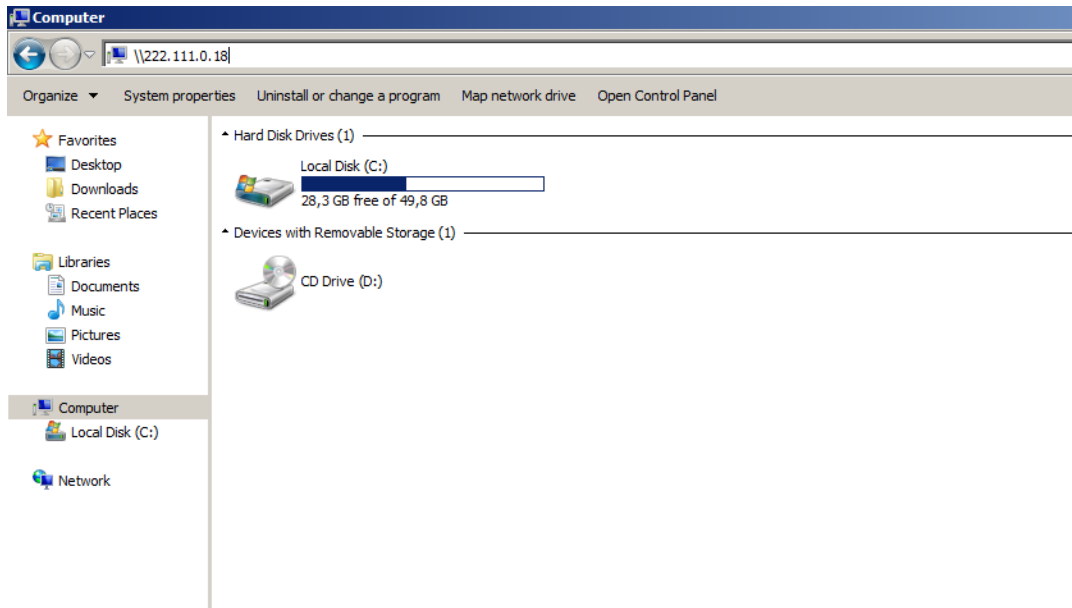 Computer
\\222.111.0.18
Organize System properties Uninstall or change a program Map network drive Open Control Panel
Favorites
Desktop
Downloads
Recent Places
Libraries
Documents
Music
Pictures
Videos
Computer
Local Disk (C:)
Network
Hard Disk Drives (1)
Local Disk (C:)
28,3 GB free of 49,8 GB
Devices with Removable Storage (1)
CD Drive (D:)